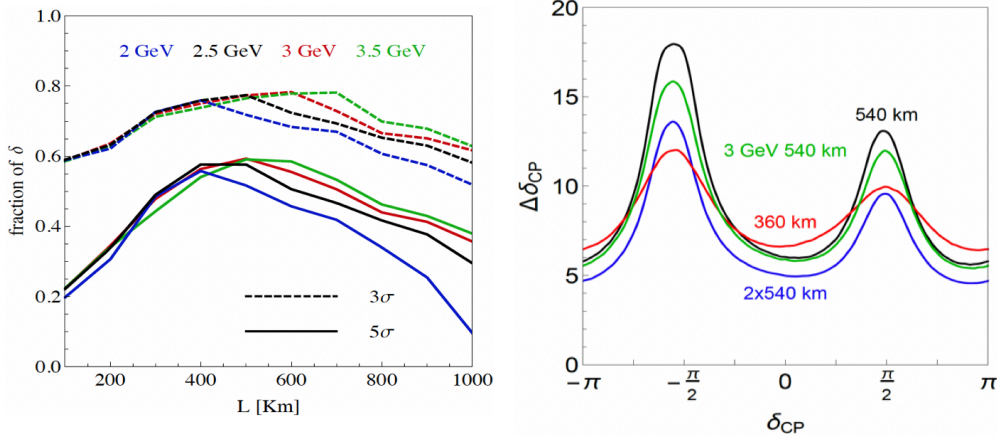 2 GeV 2.5 GeV 3 GeV 3.5 GeV
fraction of δ
1.0
0.8
0.6
0.4
0.2
0.0
3σ
5σ
200 400 600 800 1000
L [Km]
ΔδCP
20
15
10
5
0
540 km
3 GeV 540 km
360 km
2x540 km
−π −π/2 0 π/2 π
δCP